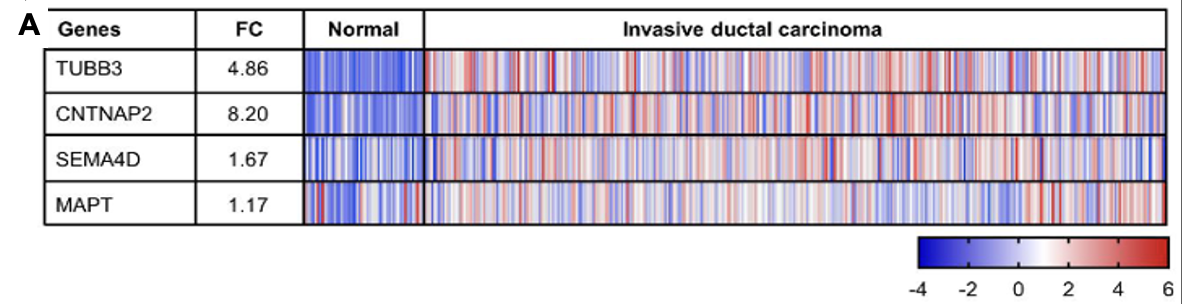 A
Genes FC Normal Invasive ductal carcinoma
TUBB3 4.86
CNTNAP2 8.20
SEMA4D 1.67
MAPT 1.17
-4 -2 0 2 4 6